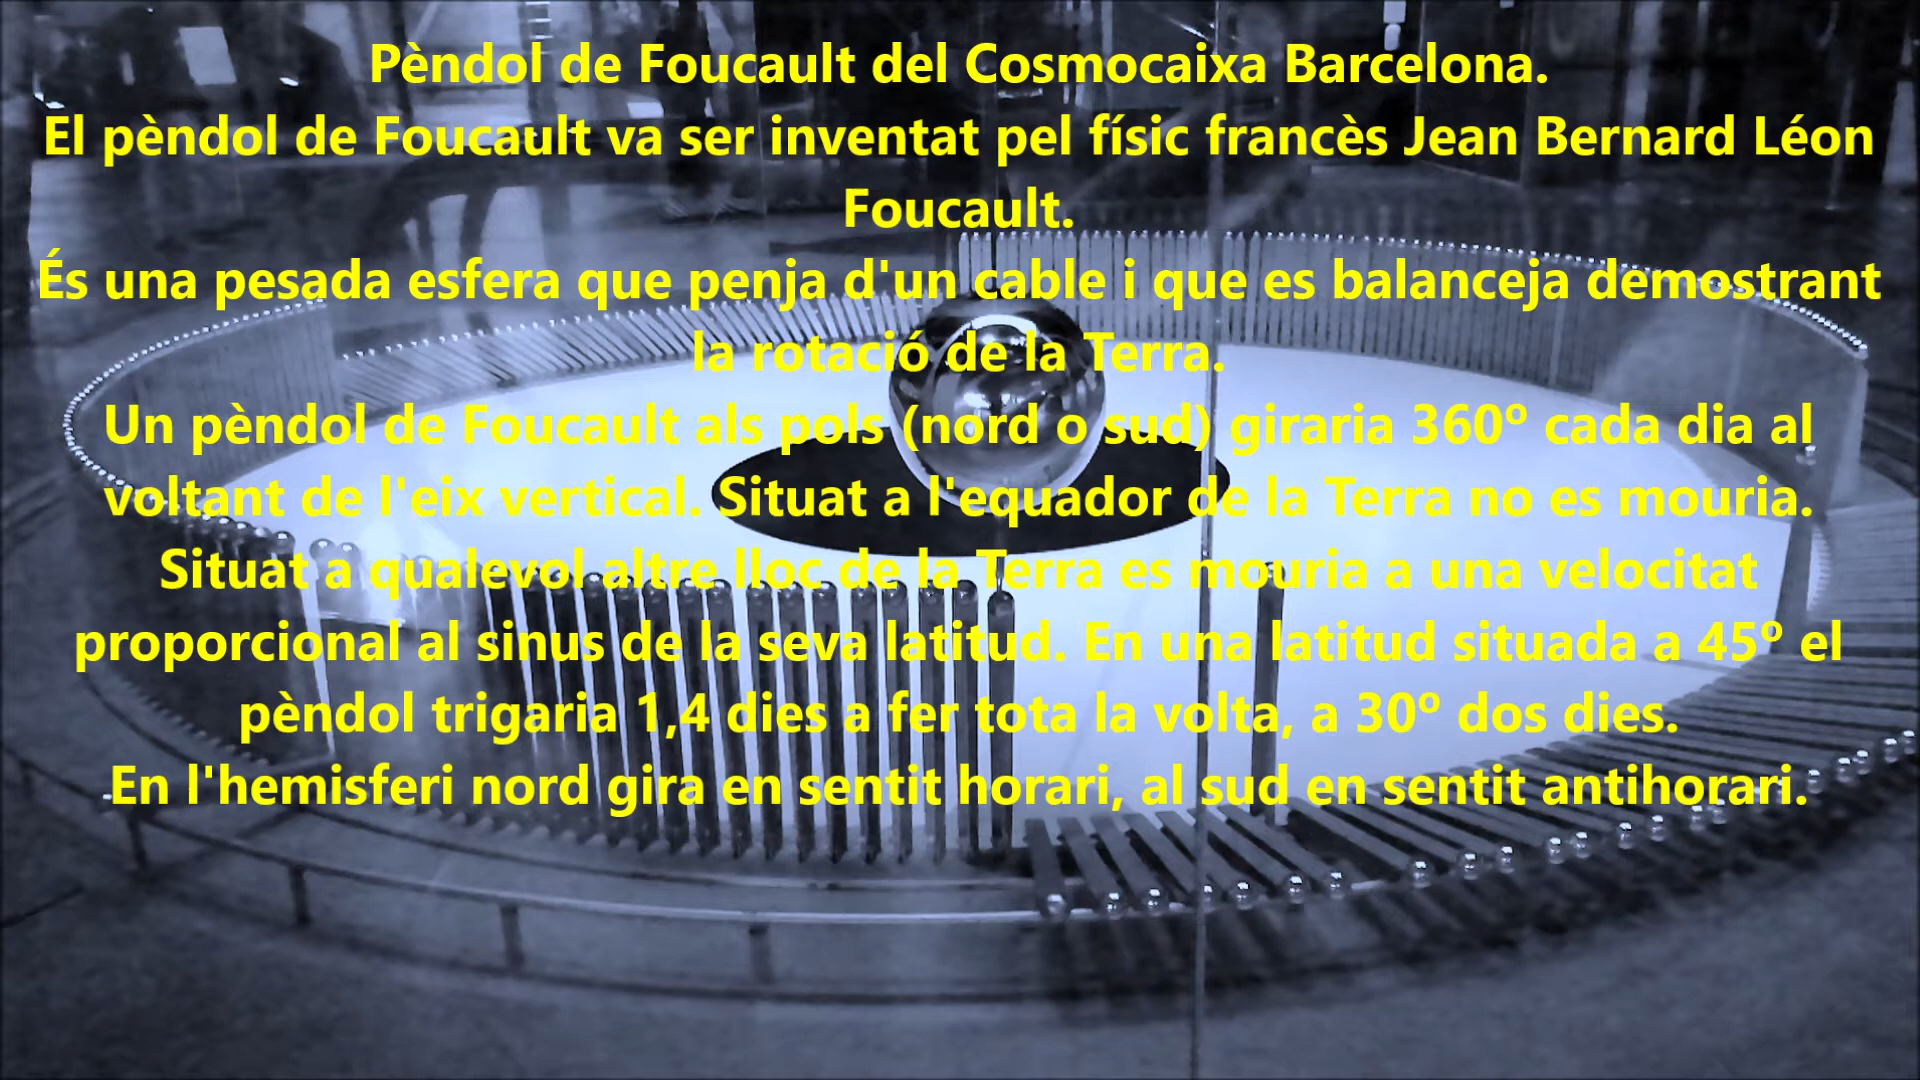 Pèndol de Foucault del Cosmocaixa Barcelona.
El pèndol de Foucault va ser inventat pel físic francès Jean Bernard Léon
Foucault.
És una pesada esfera que penja d'un cable i que es balanceja demostrant
la rotació de la Terra.
Un pèndol de Foucault als pols (nord o sud) giraria 360º cada dia al
voltant de l'eix vertical. Situat a l'equador de la Terra no es mouria.
Situat a qualevol altre lloc de la Terra es mouria a una velocitat
proporcional al sinus de la seva latitud. En una latitud situada a 45º el
pèndol trigaria 1,4 dies a fer tota la volta, a 30º dos dies.
En l'hemisferi nord gira en sentit horari, al sud en sentit antihorari.